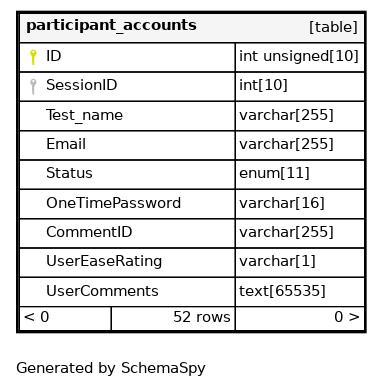 participant_accounts [table]
ID int unsigned[10]
SessionID int[10]
Test_name varchar[255]
Email varchar[255]
Status enum[11]
OneTimePassword varchar[16]
CommentID varchar[255]
UserEaseRating varchar[1]
UserComments text[65535]
< 0 52 rows 0 >
Generated by SchemaSpy